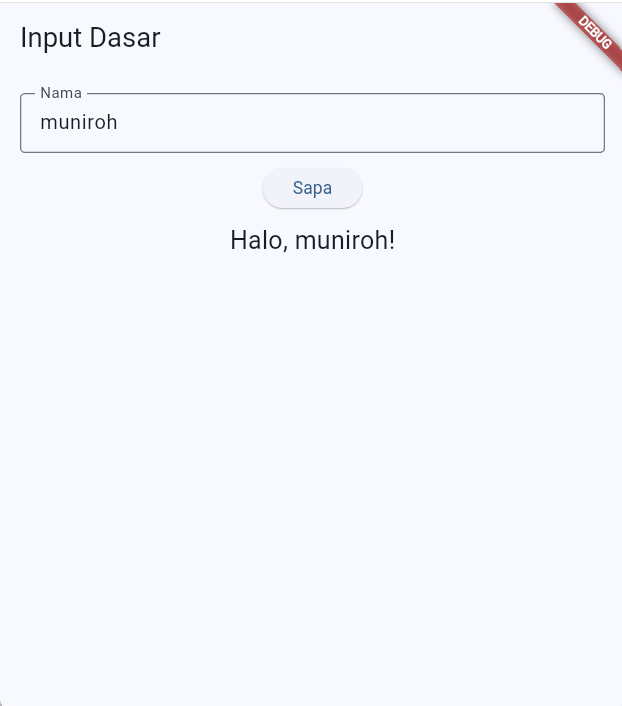 Input Dasar
DEBUG
Nama
muniroh
Sapa
Halo, muniroh!